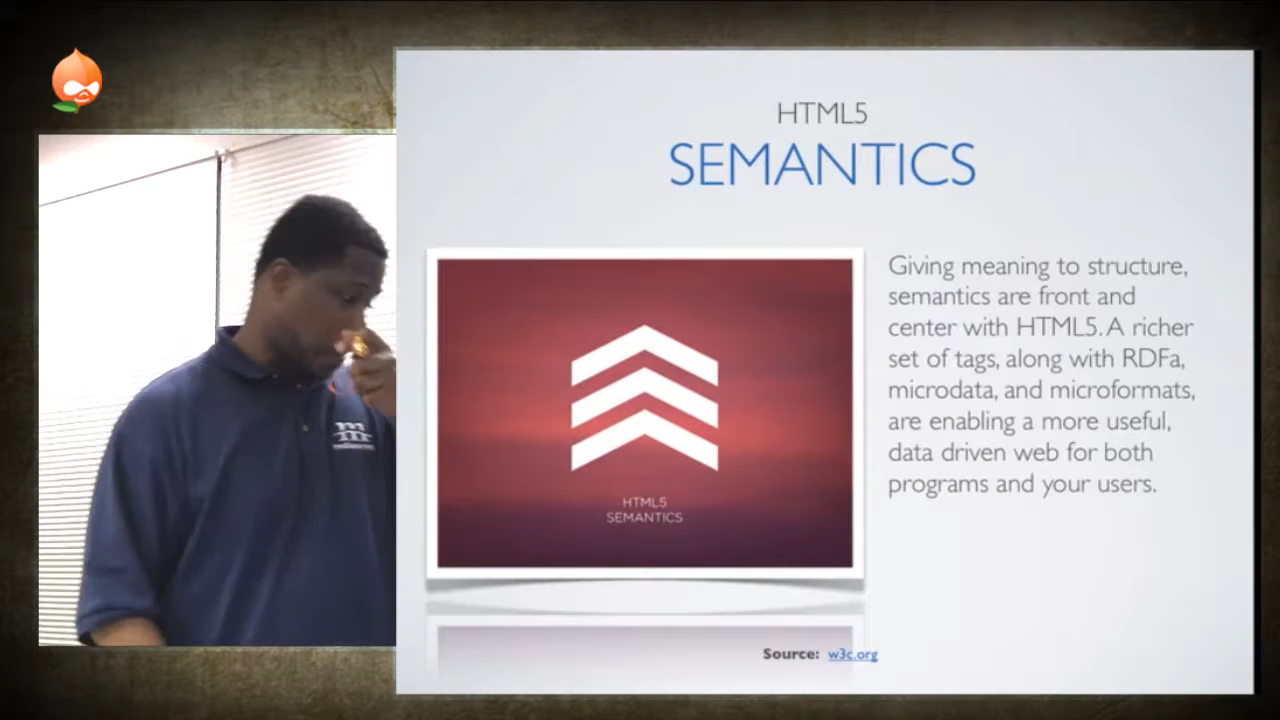 HTML5
SEMANTICS
Giving meaning to structure,
semantics are front and
center with HTML5. A richer
set of tags, along with RDFa,
microdata, and microformats,
are enabling a more useful,
data driven web for both
programs and your users.
HTML5
SEMANTICS
Source: w3c.org